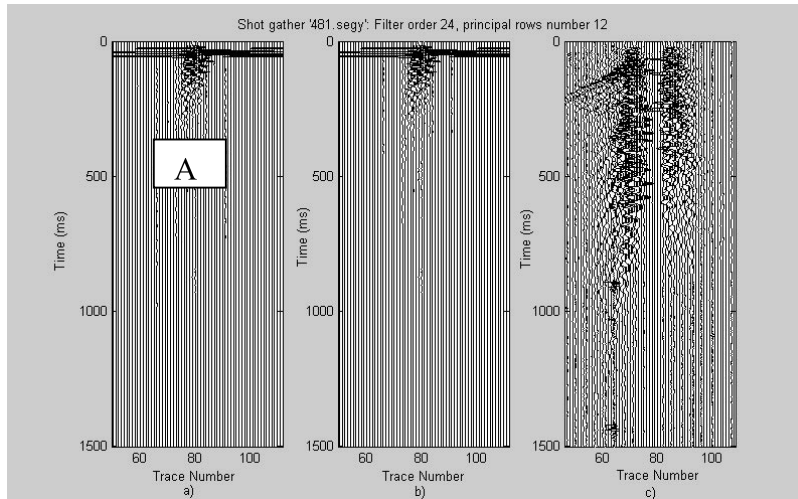 Shot gather '481.segy': Filter order 24, principal rows number 12
0
500
1000
1500
Time (ms)
A
60
80
100
Trace Number
a)
0
500
1000
1500
Time (ms)
60
80
100
Trace Number
b)
0
500
1000
1500
Time (ms)
60
80
100
Trace Number
c)